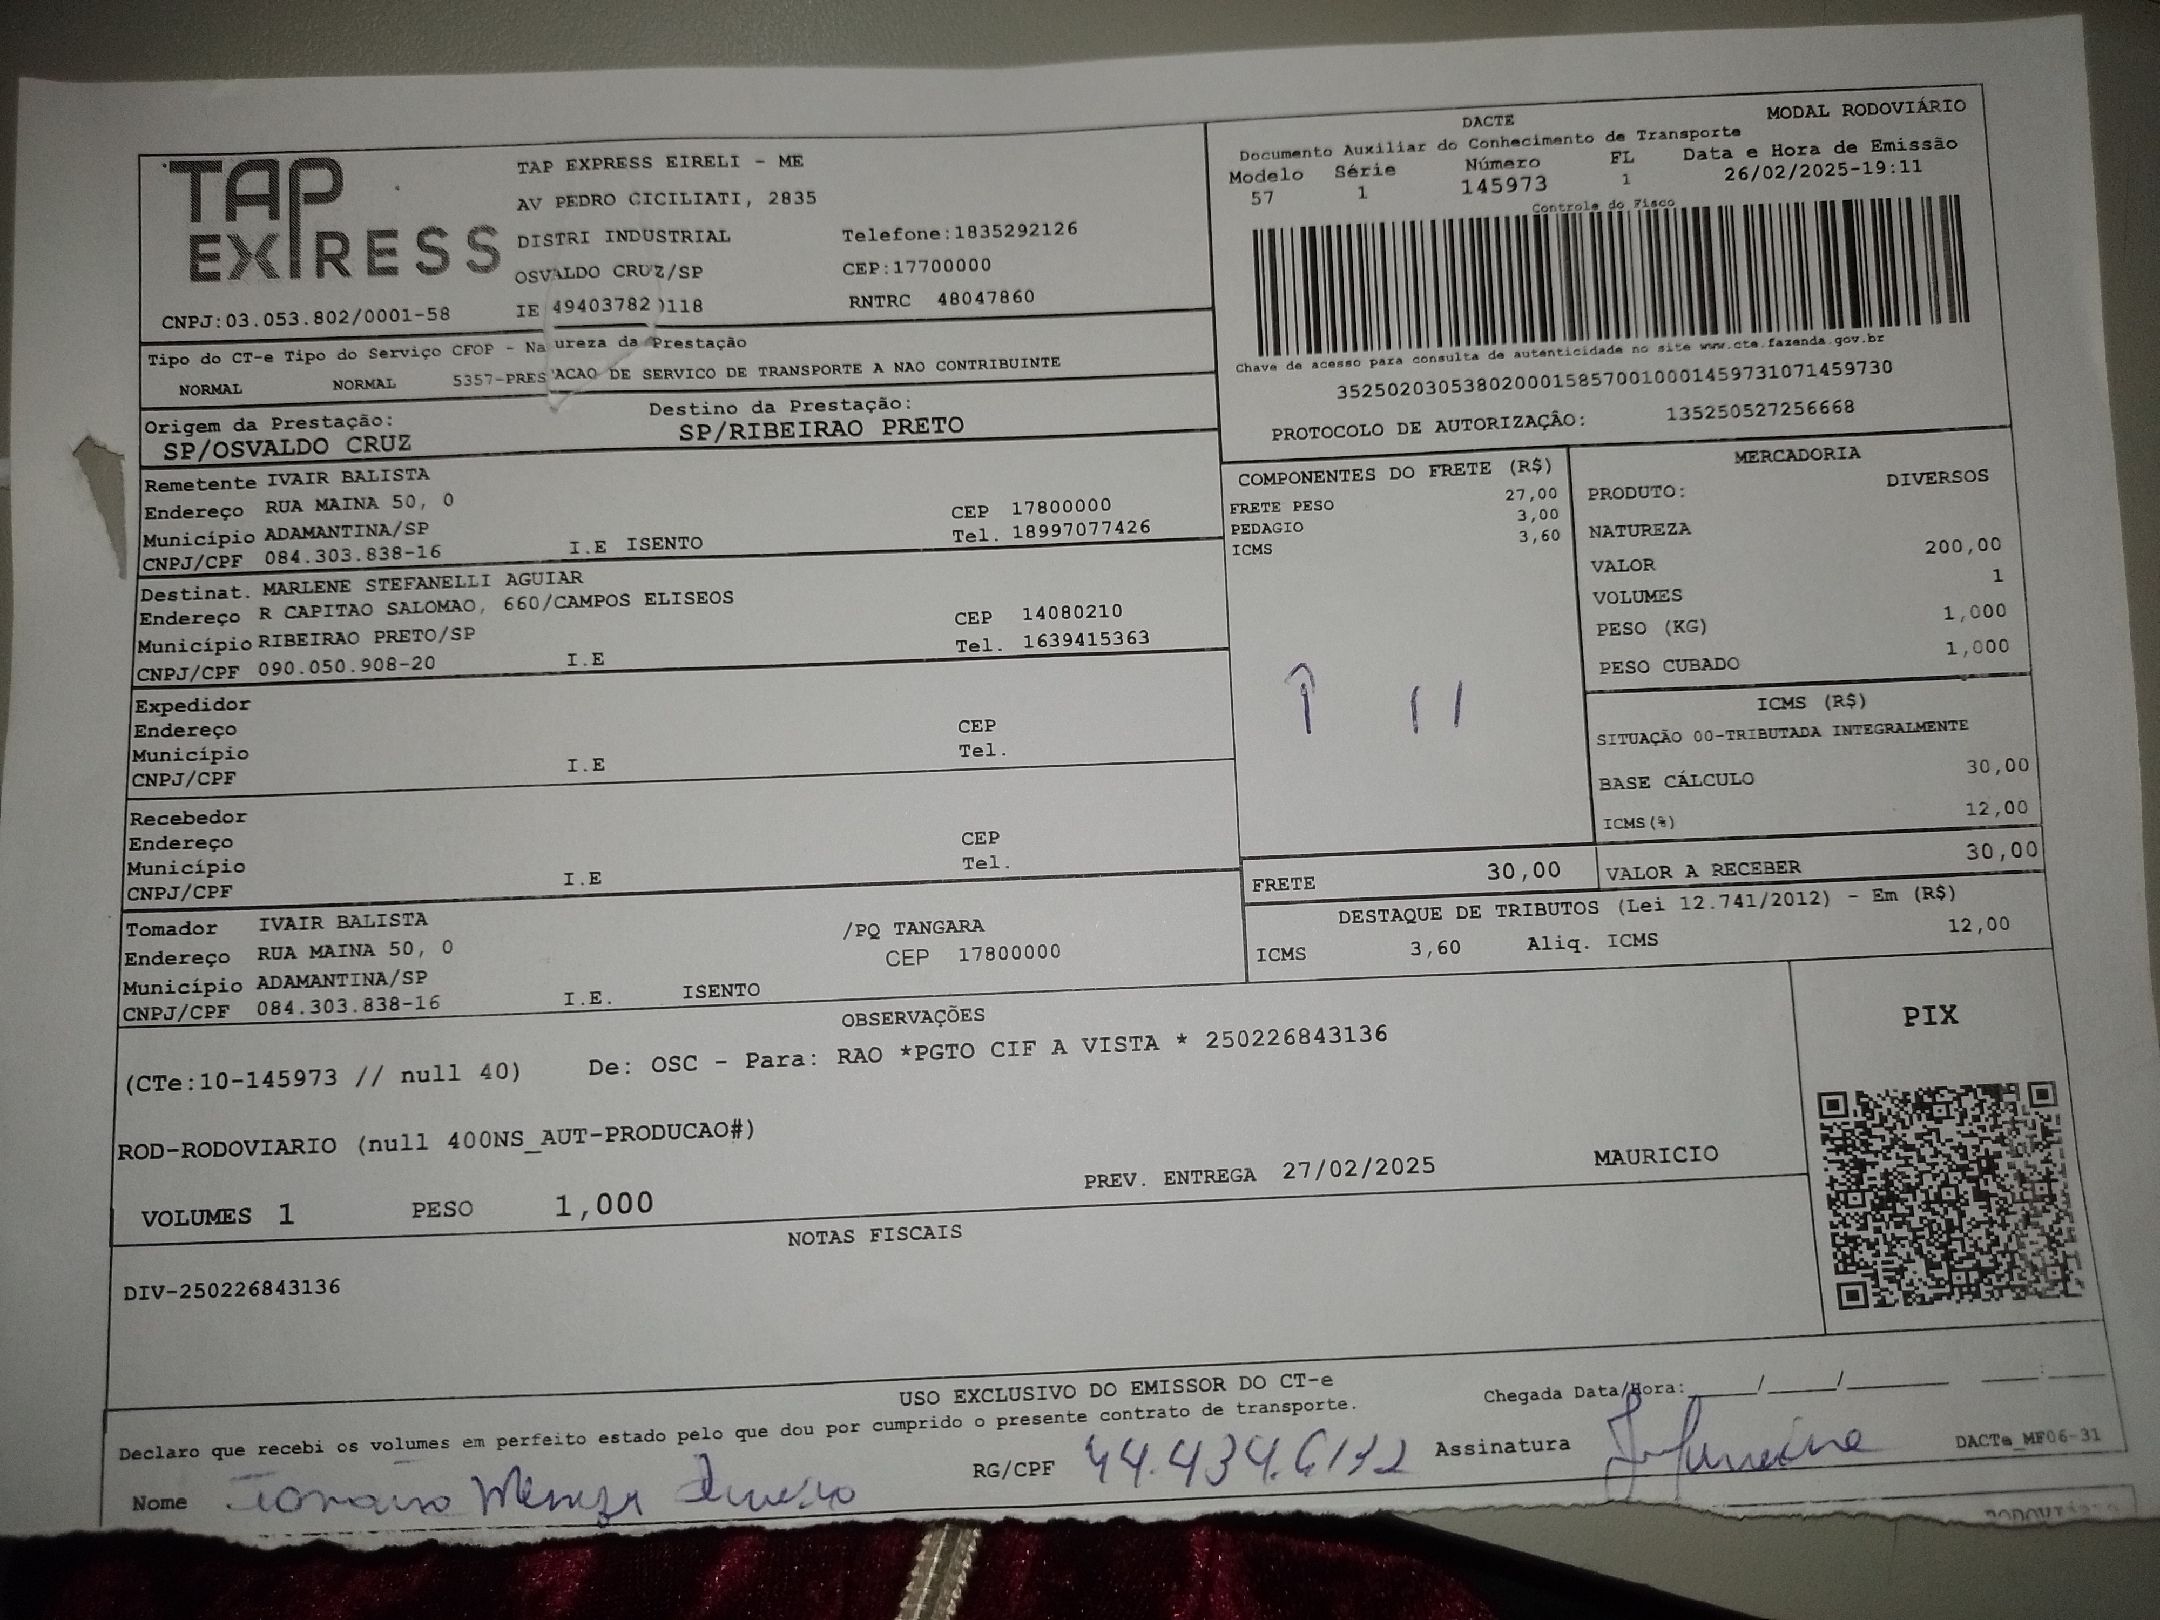 TAP EXPRESS
TAP EXPRESS EIRELI - ME
AV PEDRO CICILIATI, 2835
DISTRI INDUSTRIAL Telefone:1835292126
OSVALDO CRUZ/SP CEP:17700000
CNPJ:03.053.802/0001-58 IE 49403782 0118 RNTRC 48047860
MODAL RODOVIÁRIO
DACTE
Documento Auxiliar do Conhecimento de Transporte
Modelo Série Número FL Data e Hora de Emissão
57 1 145973 1 26/02/2025-19:11
Controle do Fisco
Chave de acesso para consulta de autenticidade no site www.cte.fazenda.gov.br
35250203053802000158570010001459731071459730
PROTOCOLO DE AUTORIZAÇÃO: 135250527256668
Tipo do CT-e Tipo do Serviço CFOP - Natureza da Prestação
NORMAL NORMAL 5357-PRESTACAO DE SERVICO DE TRANSPORTE A NAO CONTRIBUINTE
Origem da Prestação: Destino da Prestação:
SP/OSVALDO CRUZ SP/RIBEIRAO PRETO
Remetente IVAIR BALISTA
Endereço RUA MAINA 50, 0 CEP 17800000
Município ADAMANTINA/SP Tel. 18997077426
CNPJ/CPF 084.303.838-16 I.E ISENTO
Destinat. MARLENE STEFANELLI AGUIAR
Endereço R CAPITAO SALOMAO, 660/CAMPOS ELISEOS CEP 14080210
Município RIBEIRAO PRETO/SP Tel. 1639415363
CNPJ/CPF 090.050.908-20 I.E
Expedidor
Endereço CEP
Município Tel.
CNPJ/CPF I.E
Recebedor
Endereço CEP
Município Tel.
CNPJ/CPF I.E
Tomador IVAIR BALISTA /PQ TANGARA
Endereço RUA MAINA 50, 0 CEP 17800000
Município ADAMANTINA/SP
CNPJ/CPF 084.303.838-16 I.E. ISENTO
COMPONENTES DO FRETE (R$)
FRETE PESO 27,00
PEDAGIO 3,00
ICMS 3,60
MERCADORIA
PRODUTO: DIVERSOS
NATUREZA
VALOR 200,00
VOLUMES 1
PESO (KG) 1,000
PESO CUBADO 1,000
ICMS (R$)
SITUAÇÃO 00-TRIBUTADA INTEGRALMENTE
BASE CÁLCULO 30,00
ICMS(%) 12,00
FRETE 30,00 VALOR A RECEBER 30,00
DESTAQUE DE TRIBUTOS (Lei 12.741/2012) - Em (R$)
ICMS 3,60 Aliq. ICMS 12,00
OBSERVAÇÕES
(CTe:10-145973 // null 40) De: OSC - Para: RAO *PGTO CIF A VISTA * 250226843136
ROD-RODOVIARIO (null 400NS_AUT-PRODUCAO#)
PREV. ENTREGA 27/02/2025 MAURICIO
VOLUMES 1 PESO 1,000
PIX
NOTAS FISCAIS
DIV-250226843136
USO EXCLUSIVO DO EMISSOR DO CT-e
Declaro que recebi os volumes em perfeito estado pelo que dou por cumprido o presente contrato de transporte.
Chegada Data/Hora:____/____/______ ___:___
Nome RG/CPF Assinatura DACTe_MF06-31